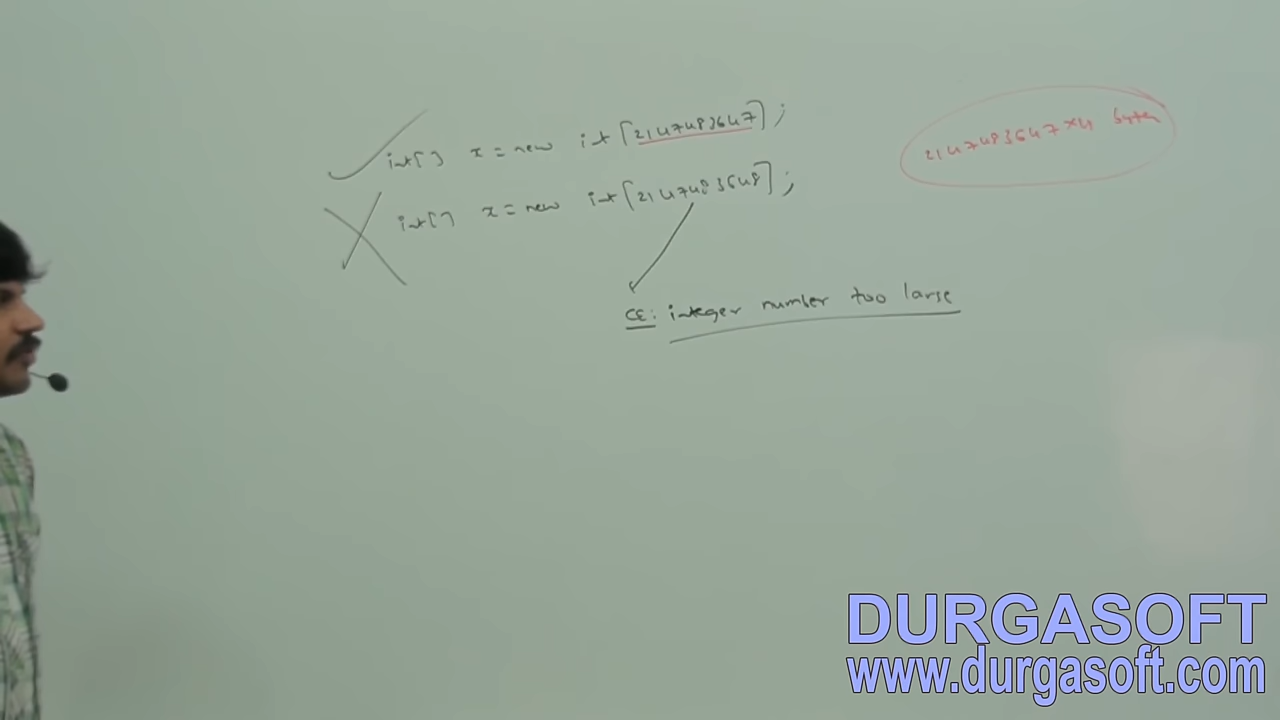 int[] x = new int[2147483647];
2147483647 x 4 bytes
int[] x = new int[2147483648];
CE: integer number too large
DURGASOFT
www.durgasoft.com